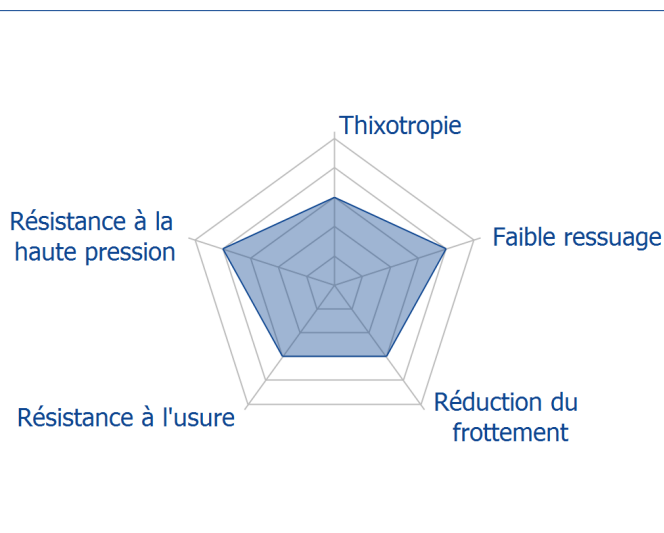 Thixotropie
Résistance à la
haute pression
Faible ressuage
Résistance à l'usure
Réduction du
frottement